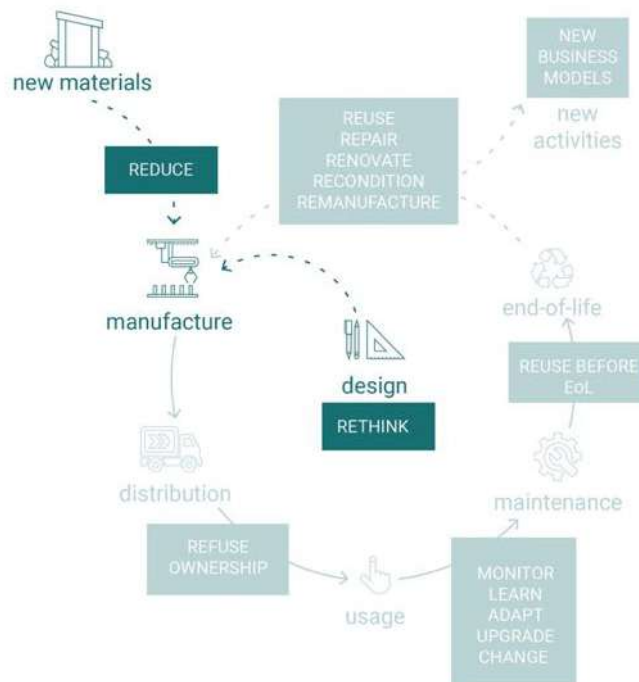 new materials
REDUCE
manufacture
design
RETHINK
distribution
REFUSE
OWNERSHIP
usage
MONITOR
LEARN
ADAPT
UPGRADE
CHANGE
maintenance
REUSE BEFORE
EoL
end-of-life
REUSE
REPAIR
RENOVATE
RECONDITION
REMANUFACTURE
NEW
BUSINESS
MODELS
new
activities